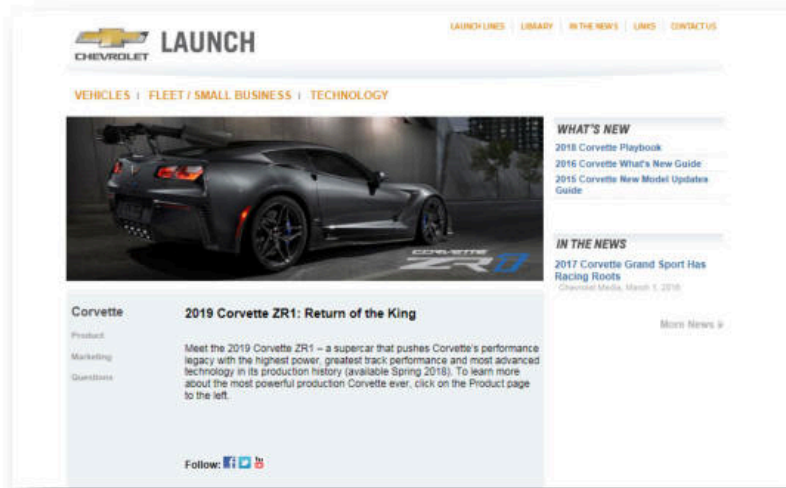 LAUNCH LINES LIBRARY IN THE NEWS LINKS CONTACT US
CHEVROLET LAUNCH
VEHICLES FLEET / SMALL BUSINESS TECHNOLOGY
CORVETTE
ZR1
WHAT'S NEW
2018 Corvette Playbook
2016 Corvette What's New Guide
2015 Corvette New Model Updates
Guide
IN THE NEWS
2017 Corvette Grand Sport Has
Racing Roots
Chevrolet Media, March 1, 2016
More News »
Corvette
Product
Marketing
Questions
2019 Corvette ZR1: Return of the King
Meet the 2019 Corvette ZR1 – a supercar that pushes Corvette's performance
legacy with the highest power, greatest track performance and most advanced
technology in its production history (available Spring 2018). To learn more
about the most powerful production Corvette ever, click on the Product page
to the left.
Follow: